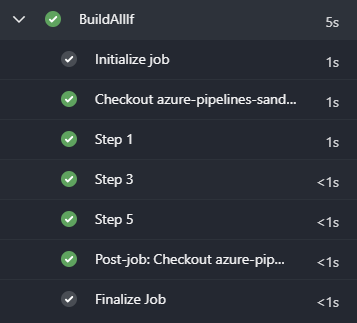 BuildAllIf 5s
Initialize job 1s
Checkout azure-pipelines-sand... 1s
Step 1 1s
Step 3 <1s
Step 5 <1s
Post-job: Checkout azure-pip... <1s
Finalize Job <1s